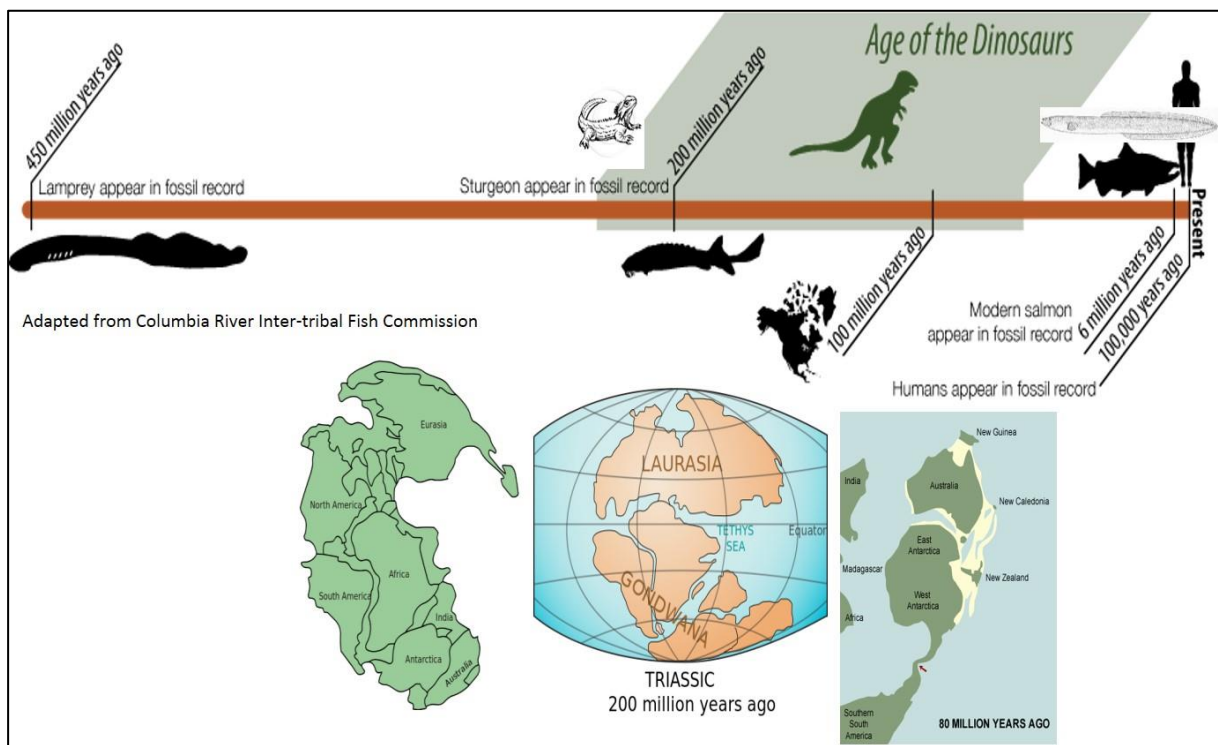 Age of the Dinosaurs
450 million years ago
200 million years ago
Lamprey appear in fossil record
Sturgeon appear in fossil record
Present
100 million years ago
Modern salmon
appear in fossil record
6 million years ago
100,000 years ago
Humans appear in fossil record
Adapted from Columbia River Inter-tribal Fish Commission
Eurasia
North America
Africa
South America
India
Antarctica
Australia
LAURASIA
TETHYS
SEA
Equator
GONDWANA
TRIASSIC
200 million years ago
New Guinea
India
Australia
New Caledonia
East
Antarctica
Madagascar
New Zealand
West
Antarctica
Africa
Southern
South
America
80 MILLION YEARS AGO